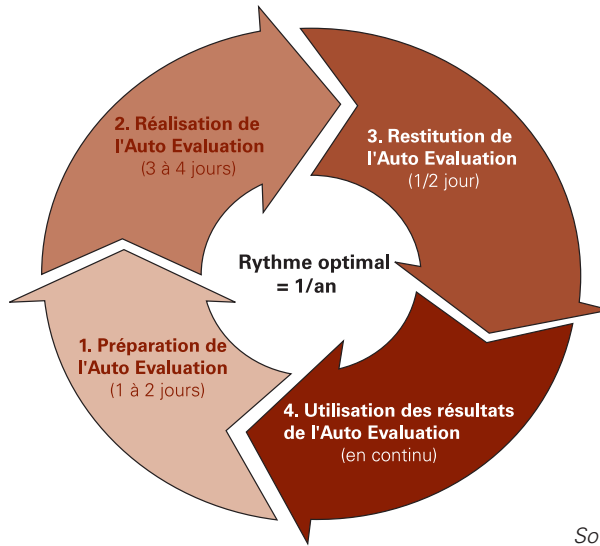 2. Réalisation de
l'Auto Evaluation
(3 à 4 jours)
3. Restitution de
l'Auto Evaluation
(1/2 jour)
Rythme optimal
= 1/an
1. Préparation de
l'Auto Evaluation
(1 à 2 jours)
4. Utilisation des résultats
de l'Auto Evaluation
(en continu)
So